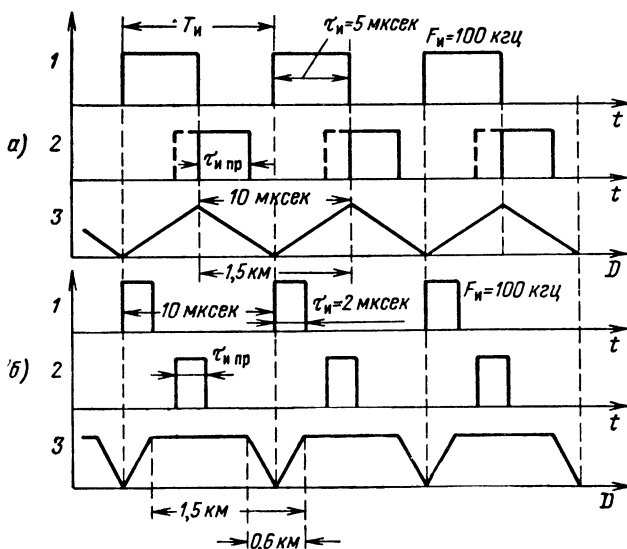 Tи
τи=5 мксек
Fи=100 кгц
1
t
а)
2
τи пр
t
10 мксек
3
1,5 км
D
1
10 мксек
τи=2 мксек
Fи=100 кгц
t
б)
2
τи пр
t
3
D
1,5 км
0,6 км